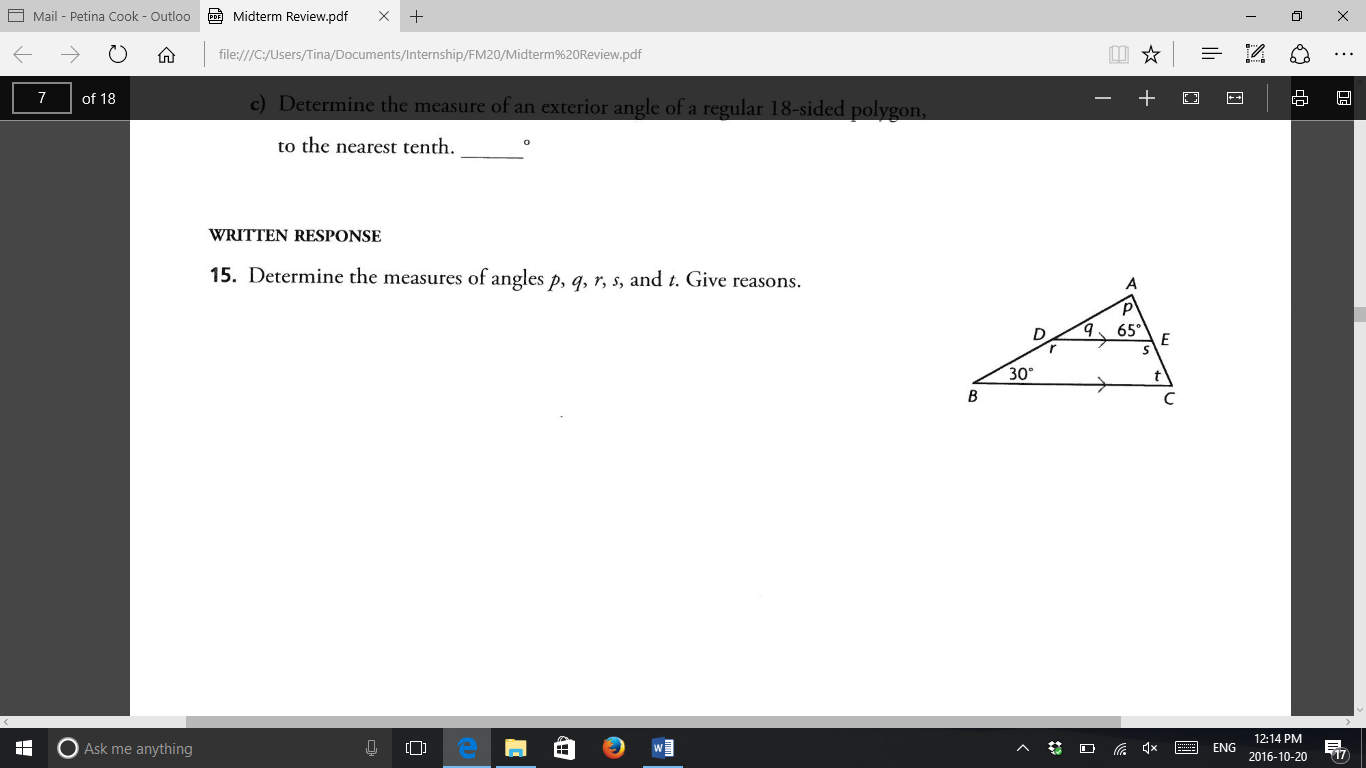 Mail - Petina Cook - Outloo
Midterm Review.pdf
file:///C:/Users/Tina/Documents/Internship/FM20/Midterm%20Review.pdf
7 of 18
c) Determine the measure of an exterior angle of a regular 18-sided polygon,
to the nearest tenth. ______°
WRITTEN RESPONSE
15. Determine the measures of angles p, q, r, s, and t. Give reasons.
A
p
D q 65° E
r s
30° t
B C
Ask me anything
ENG
12:14 PM
2016-10-20
17